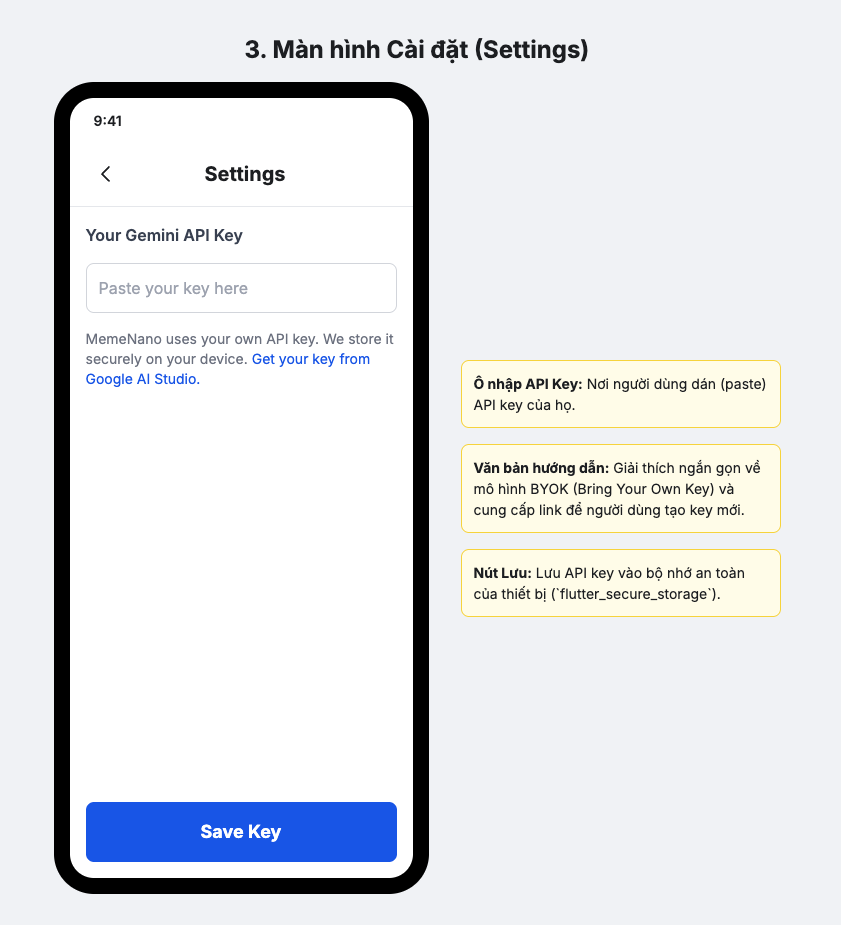 3. Màn hình Cài đặt (Settings)
9:41
Settings
Your Gemini API Key
Paste your key here
MemeNano uses your own API key. We store it
securely on your device. Get your key from
Google AI Studio.
Save Key
Ô nhập API Key: Nơi người dùng dán (paste)
API key của họ.
Văn bản hướng dẫn: Giải thích ngắn gọn về
mô hình BYOK (Bring Your Own Key) và
cung cấp link để người dùng tạo key mới.
Nút Lưu: Lưu API key vào bộ nhớ an toàn
của thiết bị (`flutter_secure_storage`).